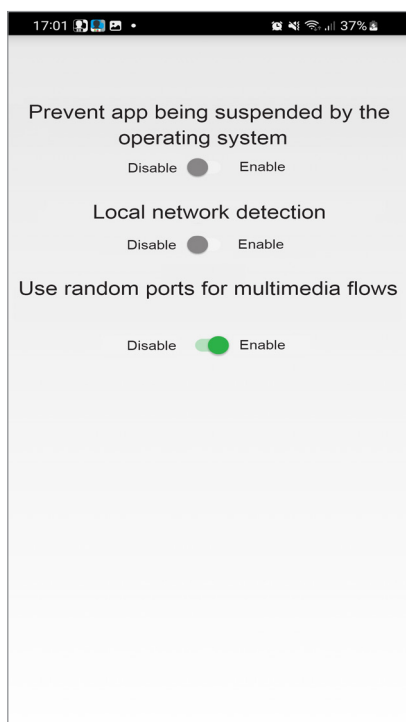 17:01 37%
Prevent app being suspended by the
operating system
Disable Enable
Local network detection
Disable Enable
Use random ports for multimedia flows
Disable Enable